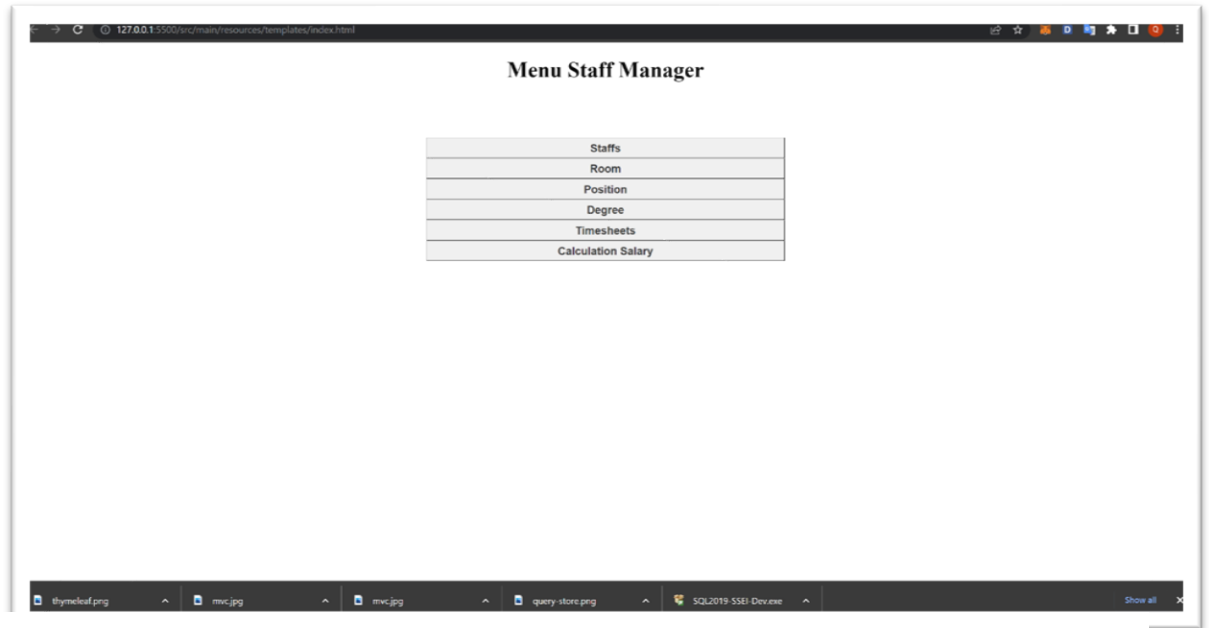 127.0.0.1:5500/src/main/resources/templates/index.html
Menu Staff Manager
Staffs
Room
Position
Degree
Timesheets
Calculation Salary
thymeleaf.png mvc.jpg mvc.jpg query-store.png SQL2019-SSEI-Dev.exe Show all